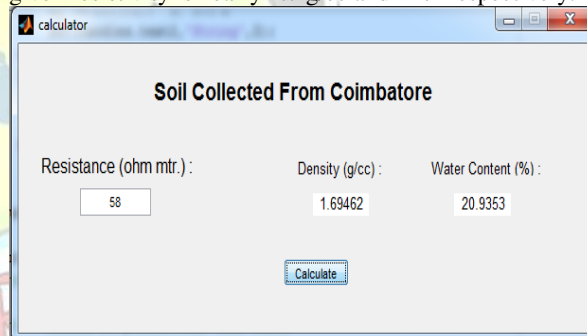 calculator
Soil Collected From Coimbatore
Resistance (ohm mtr.) :
Density (g/cc) :
Water Content (%) :
58
1.69462
20.9353
Calculate